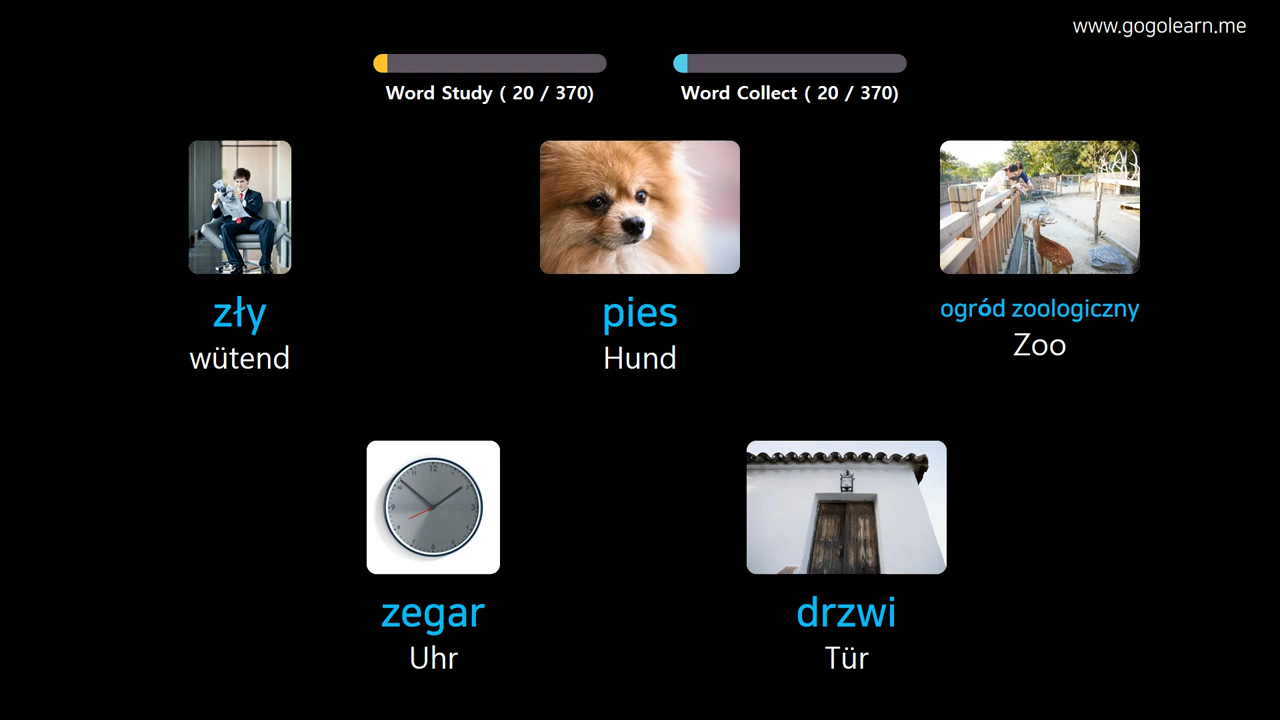 www.gogolearn.me
Word Study ( 20 / 370)
Word Collect ( 20 / 370)
zły
wütend
pies
Hund
ogród zoologiczny
Zoo
zegar
Uhr
drzwi
Tür